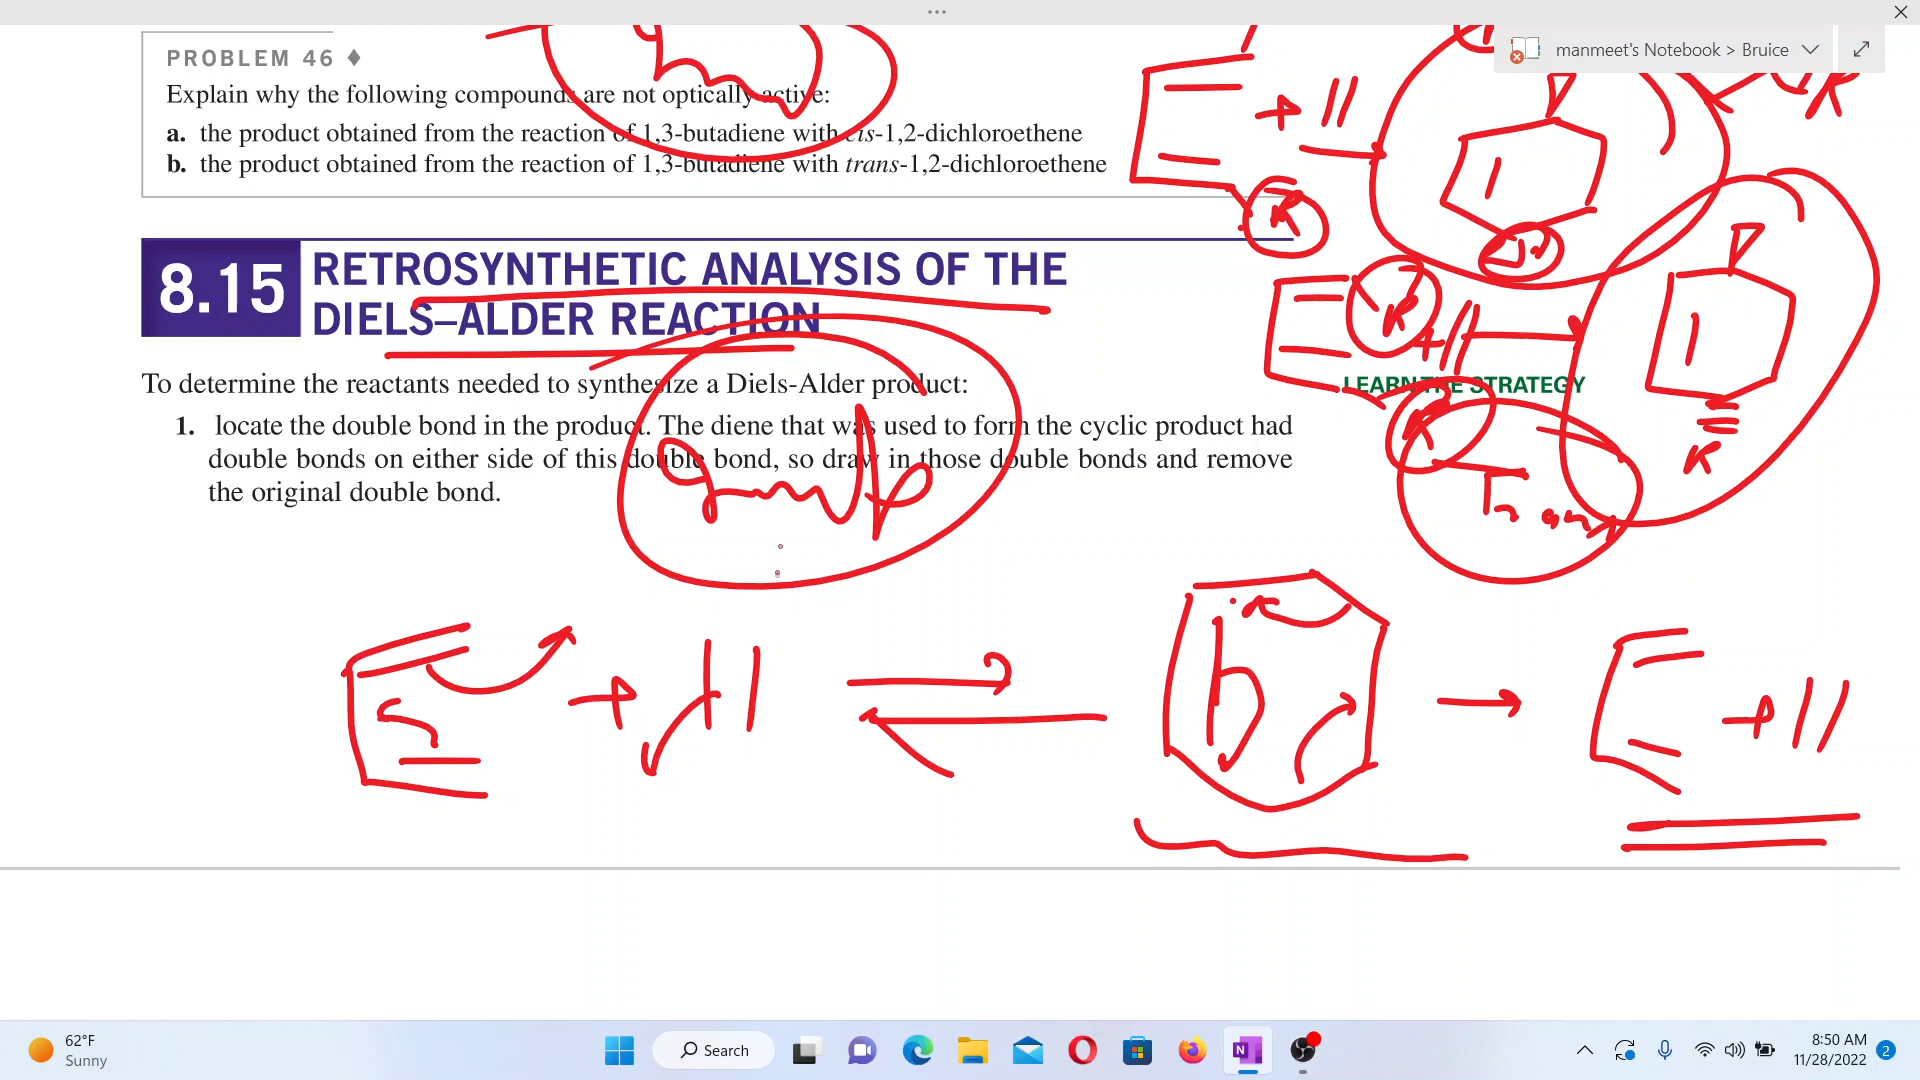 manmeet's Notebook > Bruice
PROBLEM 46 ♦
Explain why the following compounds are not optically active:
a. the product obtained from the reaction of 1,3-butadiene with cis-1,2-dichloroethene
b. the product obtained from the reaction of 1,3-butadiene with trans-1,2-dichloroethene
R
8.15 RETROSYNTHETIC ANALYSIS OF THE
DIELS–ALDER REACTION
R
LEARN THE STRATEGY
To determine the reactants needed to synthesize a Diels-Alder product:
1. locate the double bond in the product. The diene that was used to form the cyclic product had
double bonds on either side of this double bond, so draw in those double bonds and remove
the original double bond.
R
R
Trans
+
+
62°F
Sunny
Search
8:50 AM
11/28/2022
2